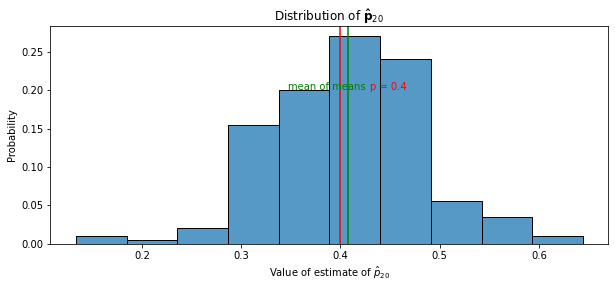 Distribution of p̂₂₀
0.25
0.20
0.15
0.10
0.05
0.00
Probability
mean of means
p = 0.4
0.2 0.3 0.4 0.5 0.6
Value of estimate of p̂₂₀